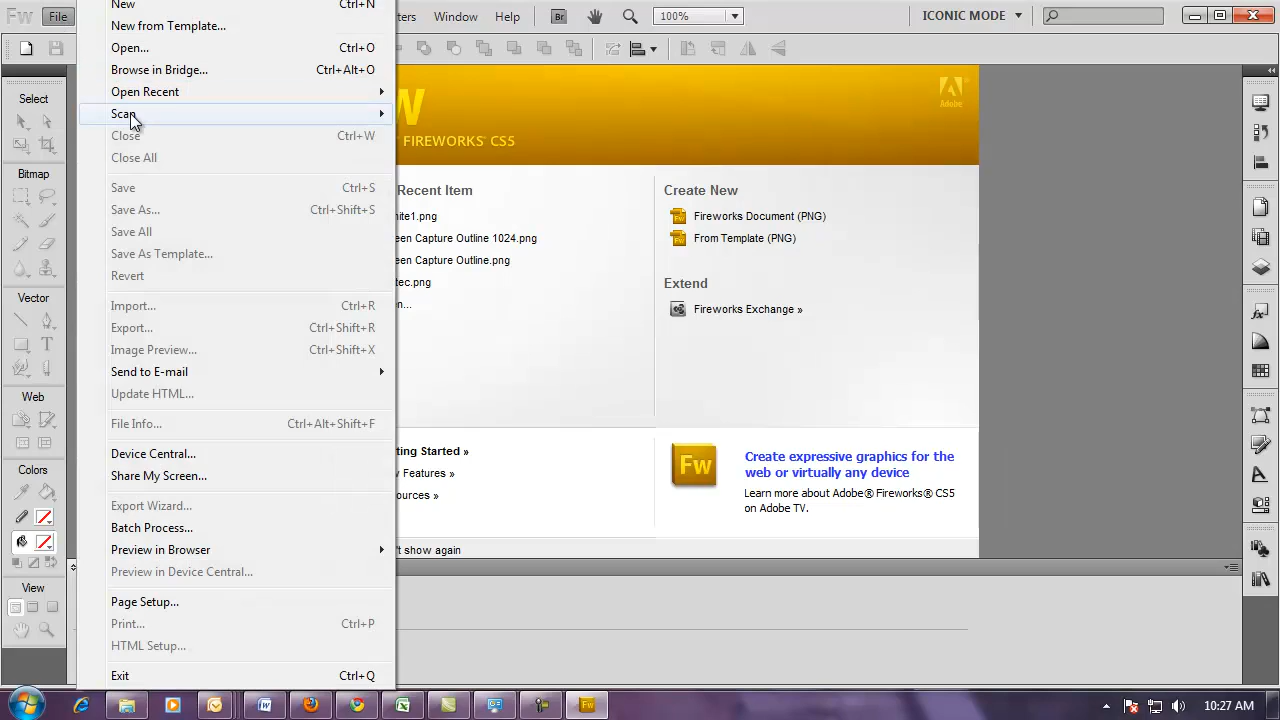 Fw File ters Window Help Br 100% ICONIC MODE
New Ctrl+N
New from Template...
Open... Ctrl+O
Browse in Bridge... Ctrl+Alt+O
Open Recent
Scan
Close Ctrl+W
Close All
Save Ctrl+S
Save As... Ctrl+Shift+S
Save All
Save As Template...
Revert
Import... Ctrl+R
Export... Ctrl+Shift+R
Image Preview... Ctrl+Shift+X
Send to E-mail
Update HTML...
File Info... Ctrl+Alt+Shift+F
Device Central...
Share My Screen...
Export Wizard...
Batch Process...
Preview in Browser
Preview in Device Central...
Page Setup...
Print... Ctrl+P
HTML Setup...
Exit Ctrl+Q
Select
Bitmap
Vector
Web
Colors
View
W
FIREWORKS® CS5
Adobe
Recent Item
ite1.png
een Capture Outline 1024.png
een Capture Outline.png
tec.png
n...
Create New
Fireworks Document (PNG)
From Template (PNG)
Extend
Fireworks Exchange »
ting Started »
y Features »
ources »
't show again
Fw
Create expressive graphics for the
web or virtually any device
Learn more about Adobe® Fireworks® CS5
on Adobe TV.
Fw
10:27 AM